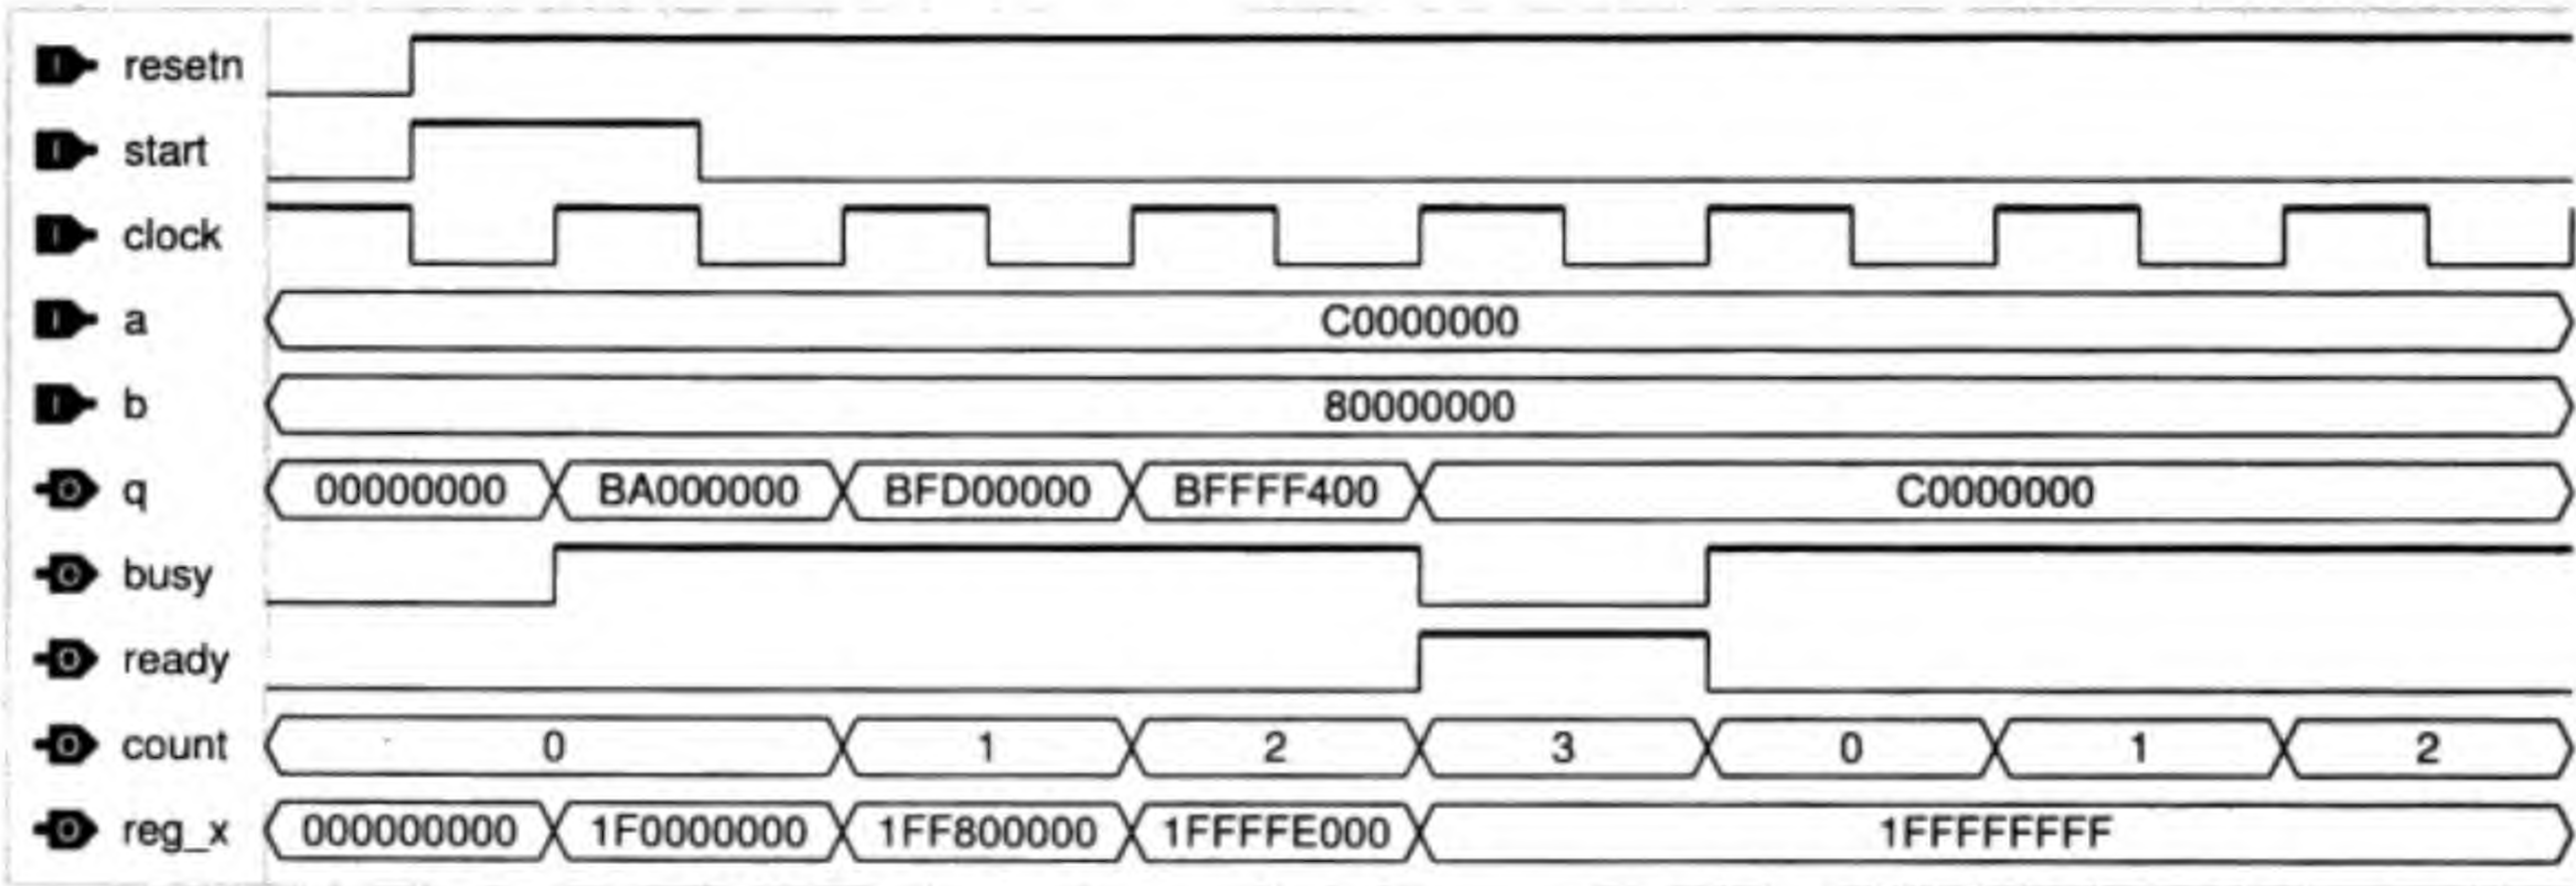 resetn
start
clock
a C0000000
b 80000000
q 00000000 BA000000 BFD00000 BFFFF400 C0000000
busy
ready
count 0 1 2 3 0 1 2
reg_x 000000000 1F0000000 1FF800000 1FFFFE000 1FFFFFFFF